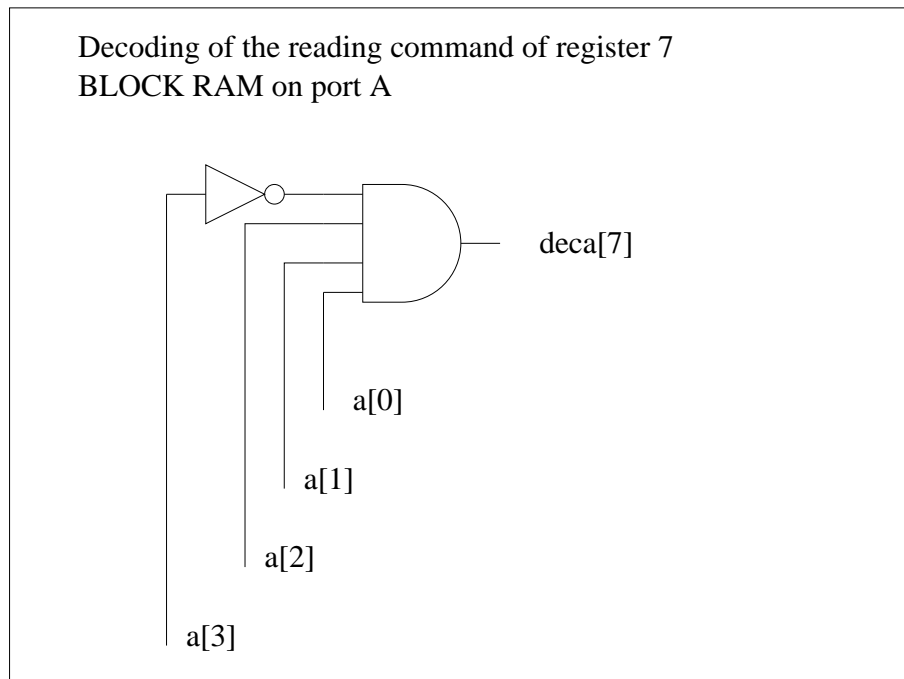 Decoding of the reading command of register 7
BLOCK RAM on port A
deca[7]
a[0]
a[1]
a[2]
a[3]